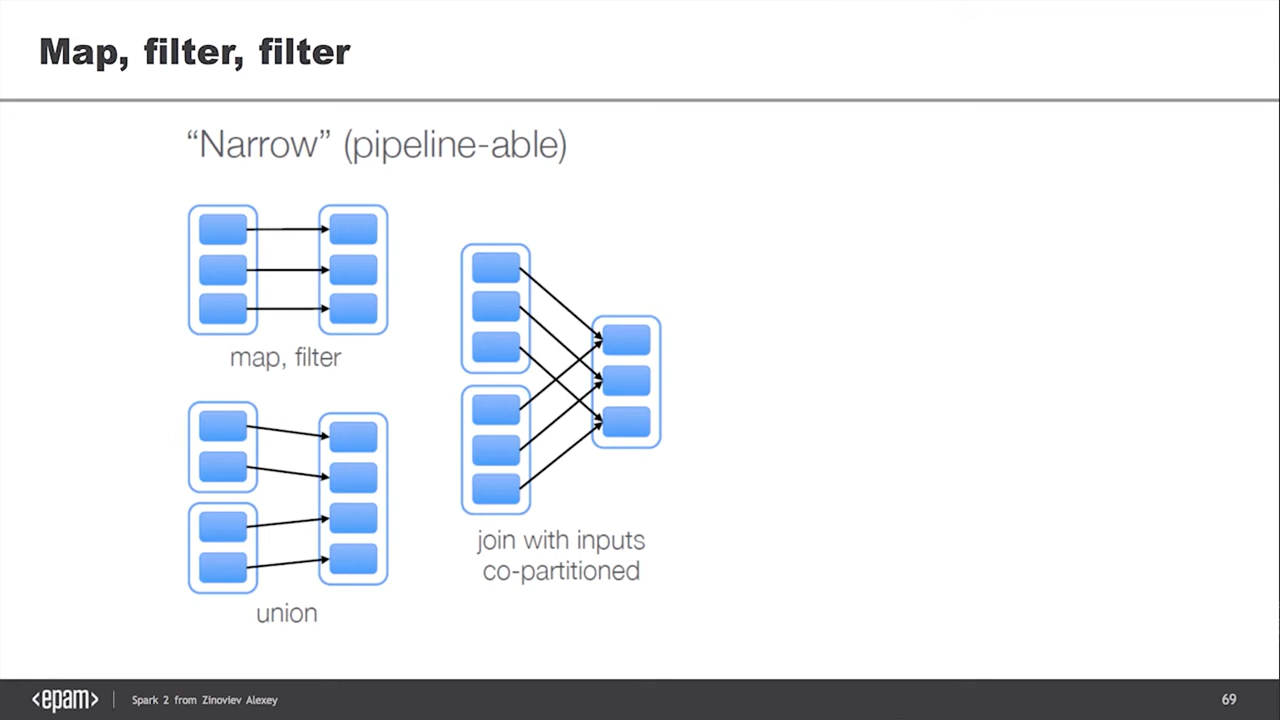 Map, filter, filter
“Narrow” (pipeline-able)
map, filter
union
join with inputs
co-partitioned
<epam>
Spark 2 from Zinoviev Alexey
69